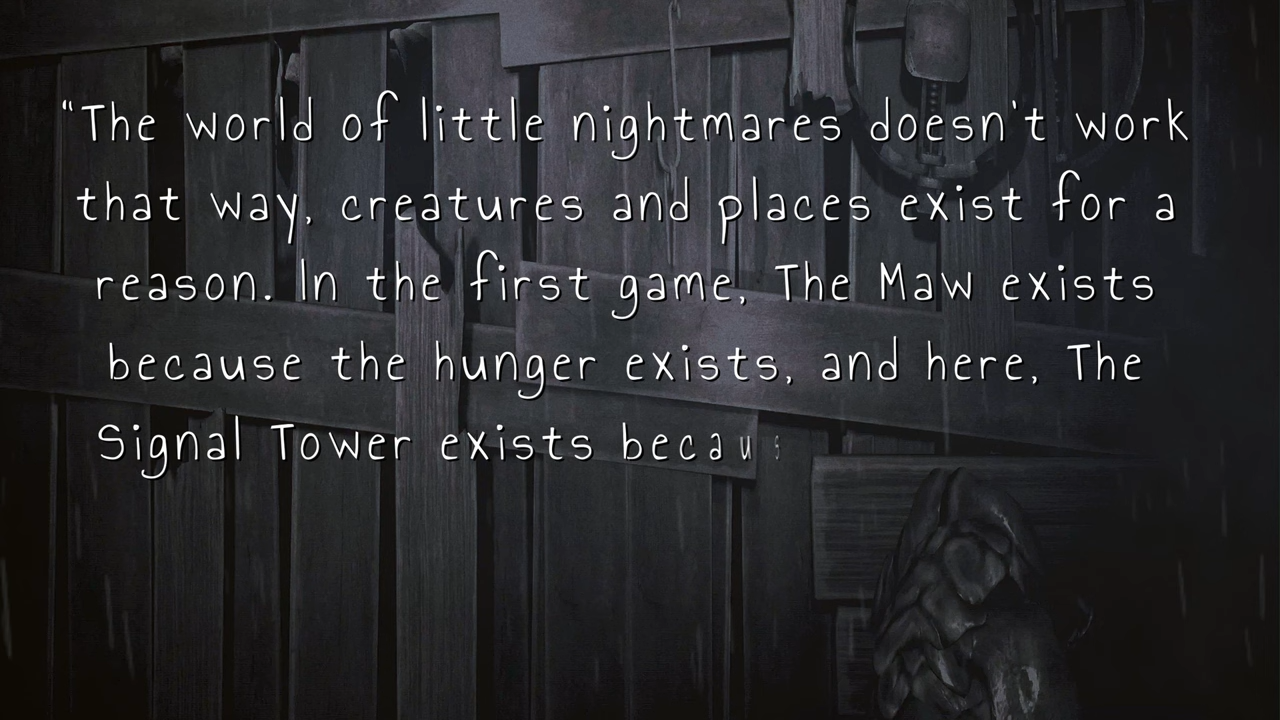 “The world of little nightmares doesn't work
that way, creatures and places exist for a
reason. In the first game, The Maw exists
because the hunger exists, and here, The
Signal Tower exists becaus